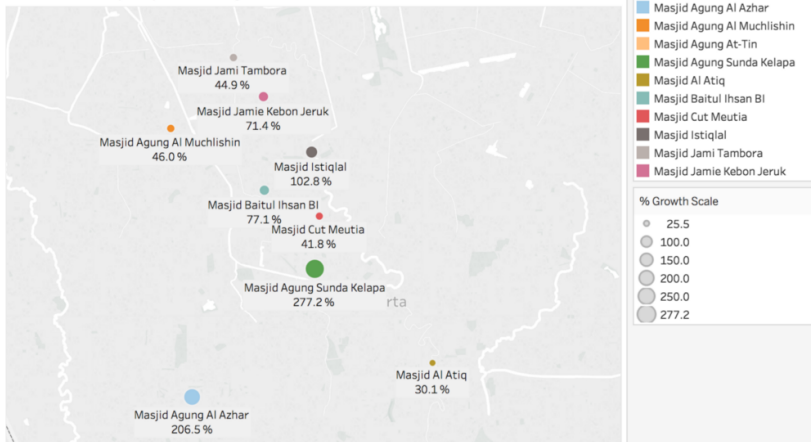 Masjid Jami Tambora
44.9 %
Masjid Jamie Kebon Jeruk
71.4 %
Masjid Agung Al Muchlishin
46.0 %
Masjid Istiqlal
102.8 %
Masjid Baitul Ihsan BI
77.1 %
Masjid Cut Meutia
41.8 %
Masjid Agung Sunda Kelapa
277.2 %
rta
Masjid Al Atiq
30.1 %
Masjid Agung Al Azhar
206.5 %
Masjid Agung Al Azhar
Masjid Agung Al Muchlishin
Masjid Agung At-Tin
Masjid Agung Sunda Kelapa
Masjid Al Atiq
Masjid Baitul Ihsan BI
Masjid Cut Meutia
Masjid Istiqlal
Masjid Jami Tambora
Masjid Jamie Kebon Jeruk
% Growth Scale
25.5
100.0
150.0
200.0
250.0
277.2